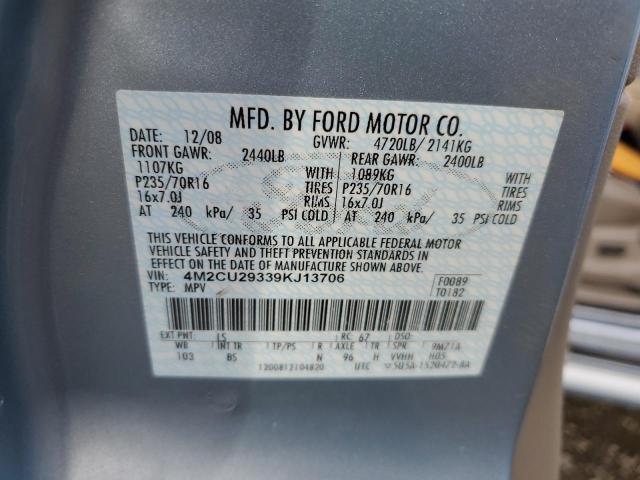 MFD. BY FORD MOTOR CO.
DATE: 12/08 GVWR: 4720LB/ 2141KG
FRONT GAWR: 2440LB REAR GAWR: 2400LB
1107KG 1089KG
P235/70R16 TIRES P235/70R16 TIRES
16x7.0J RIMS 16x7.0J RIMS
AT 240 kPa/ 35 PSI COLD AT 240 kPa/ 35 PSI COLD
THIS VEHICLE CONFORMS TO ALL APPLICABLE FEDERAL MOTOR
VEHICLE SAFETY AND THEFT PREVENTION STANDARDS IN
EFFECT ON THE DATE OF MANUFACTURE SHOWN ABOVE.
VIN: 4M2CU29339KJ13706 F0089
TYPE: MPV T0182
EXT PNT: LS RC: 67 DSO:
WB INT TR TP/PS R AXLE TR SPR 9M71A
103 BS N 96 H VVHH H05
1200812104820 UTC